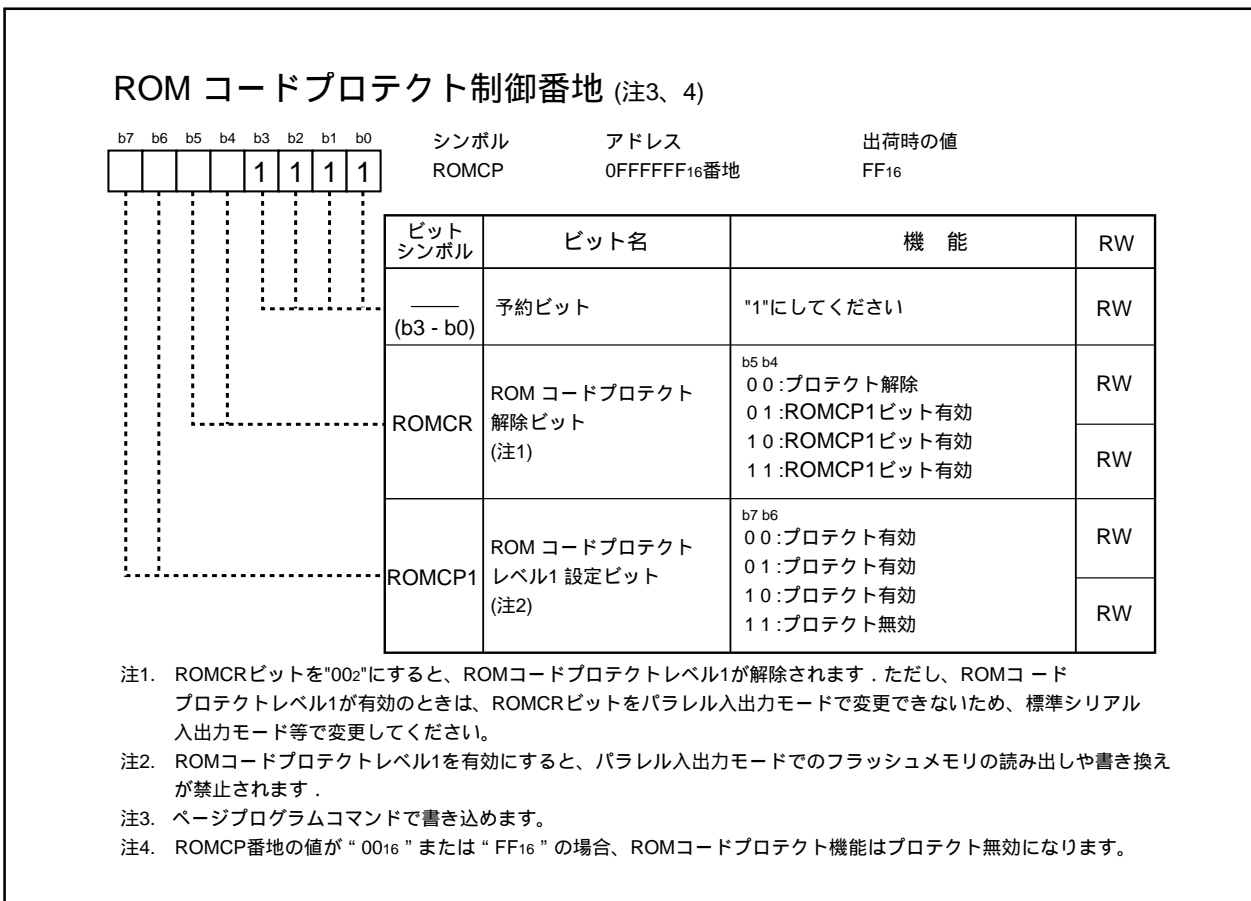 ROM コードプロテクト制御番地 (注3、4)
b7 b6 b5 b4 b3 b2 b1 b0
1 1 1 1
シンボル アドレス 出荷時の値
ROMCP 0FFFFFF16番地 FF16
ビット
シンボル ビット名 機 能 RW
――
(b3 - b0) 予約ビット "1"にしてください RW
ROMCR
ROM コードプロテクト
解除ビット
(注1)
b5 b4
0 0 :プロテクト解除
0 1 :ROMCP1ビット有効
1 0 :ROMCP1ビット有効
1 1 :ROMCP1ビット有効
RW
RW
ROMCP1
ROM コードプロテクト
レベル1 設定ビット
(注2)
b7 b6
0 0 :プロテクト有効
0 1 :プロテクト有効
1 0 :プロテクト有効
1 1 :プロテクト無効
RW
RW
注1. ROMCRビットを"002"にすると、ROMコードプロテクトレベル1が解除されます．ただし、ROMコ ード
プロテクトレベル1が有効のときは、ROMCRビットをパラレル入出力モードで変更できないため、標準シリアル
入出力モード等で変更してください。
注2. ROMコードプロテクトレベル1を有効にすると、パラレル入出力モードでのフラッシュメモリの読み出しや書き換え
が禁止されます．
注3. ページプログラムコマンドで書き込めます。
注4. ROMCP番地の値が “ 0016 ” または “ FF16 ” の場合、ROMコードプロテクト機能はプロテクト無効になります。